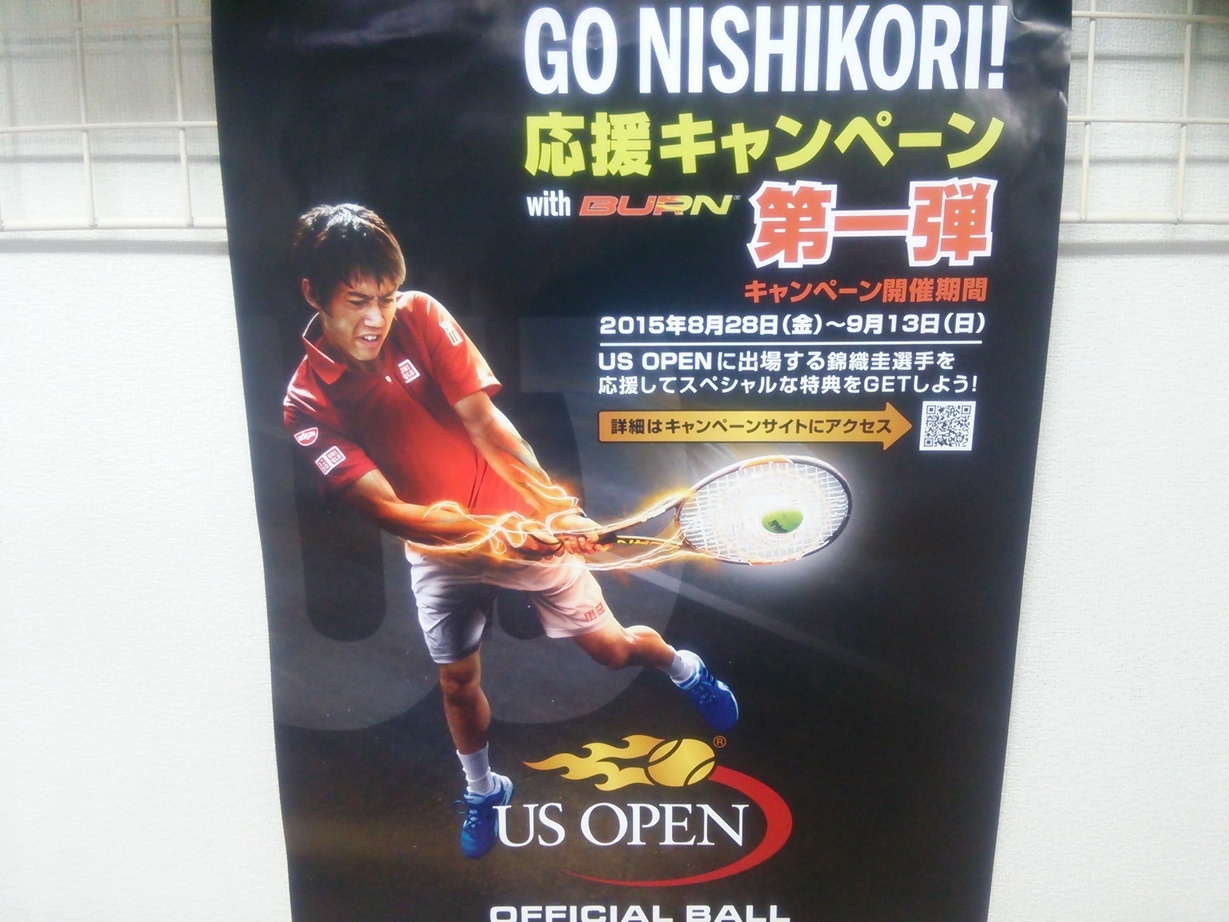 GO NISHIKORI!
応援キャンペーン
with BURN 第一弾
キャンペーン開催期間
2015年8月28日(金)~9月13日(日)
US OPENに出場する錦織圭選手を
応援してスペシャルな特典をGETしよう!
詳細はキャンペーンサイトにアクセス
US OPEN
OFFICIAL BALL